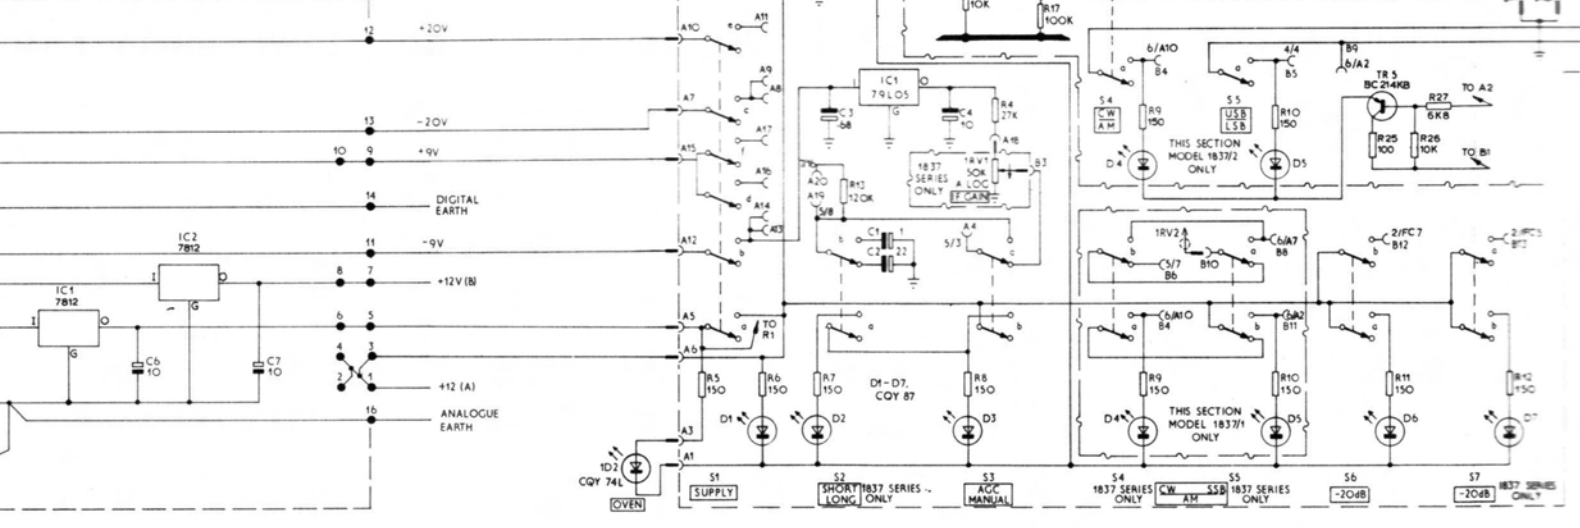 12
+20V
13
-20V
10 9
+9V
14
DIGITAL
EARTH
11
-9V
IC2
7812
I
O
G
8 7
+12V(B)
IC1
7812
I
O
G
6 5
C6
10
C7
10
4 3
2 1
+12 (A)
16
ANALOGUE
EARTH
A10
e
A11
A7
A9
A8
c
A17
A15
f
A16
d
A14
A13
A12
b
A5
a
TO
R1
A6
R5
150
R6
150
D1
A3
A1
1D2
CQY 74L
OVEN
S1
SUPPLY
IC1
79L05
O
G
C3
·68
C4
10
R4
27K
A18
10K
R17
100K
1837
SERIES
ONLY
1RV1
50K
A LOG
IF GAIN
B3
A20
A19
5/8
R13
120K
b
C1
1
C2
22
A4
5/3
c
a
b
R7
150
D2
D1-D7,
CQY 87
R8
150
D3
S2
SHORT
LONG
1837 SERIES
ONLY
S3
AGC
MANUAL
6/A10
B4
a
S4
CW
AM
R9
150
D4
4/4
B5
a
S5
USB
LSB
R10
150
D5
THIS SECTION
MODEL 1837/2
ONLY
B9
6/A2
TR5
BC214KB
R27
6K8
TO A2
R25
100
R26
10K
TO B1
b
5/7
B6
1RV2
B10
a
6/A7
B8
a
6/A10
B4
b
6/A2
B11
R9
150
D4
R10
150
D5
THIS SECTION
MODEL 1837/1
ONLY
S4
1837 SERIES
ONLY
CW SSB
AM
S5
1837 SERIES
ONLY
2/FC7
B12
b
a
R11
150
D6
S6
-20dB
a
b
R12
150
D7
S7
-20dB
1837 SERIES
ONLY